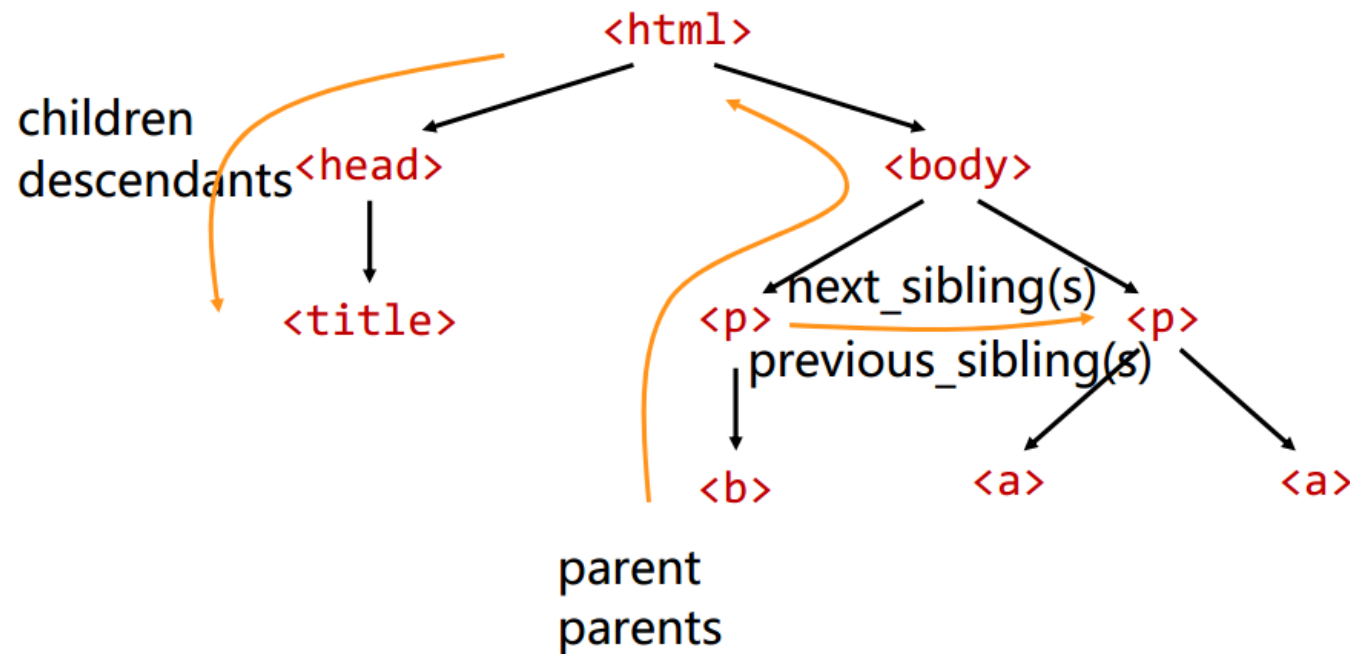 <html>
children
descendants
<head>
<body>
<title>
next_sibling(s)
<p>
<p>
previous_sibling(s)
<b>
<a>
<a>
parent
parents